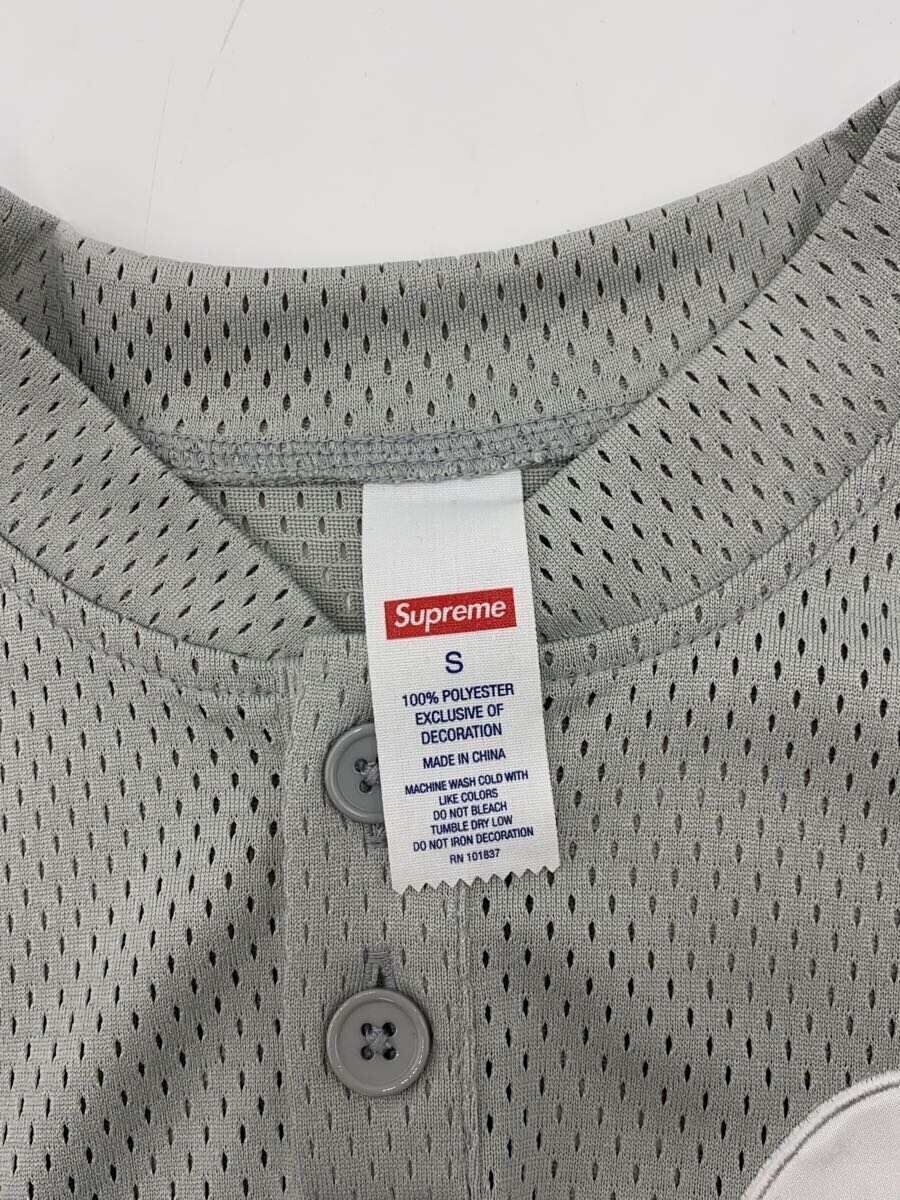 Supreme
S
100% POLYESTER
EXCLUSIVE OF
DECORATION
MADE IN CHINA
MACHINE WASH COLD WITH
LIKE COLORS
DO NOT BLEACH
TUMBLE DRY LOW
DO NOT IRON DECORATION
RN 101837